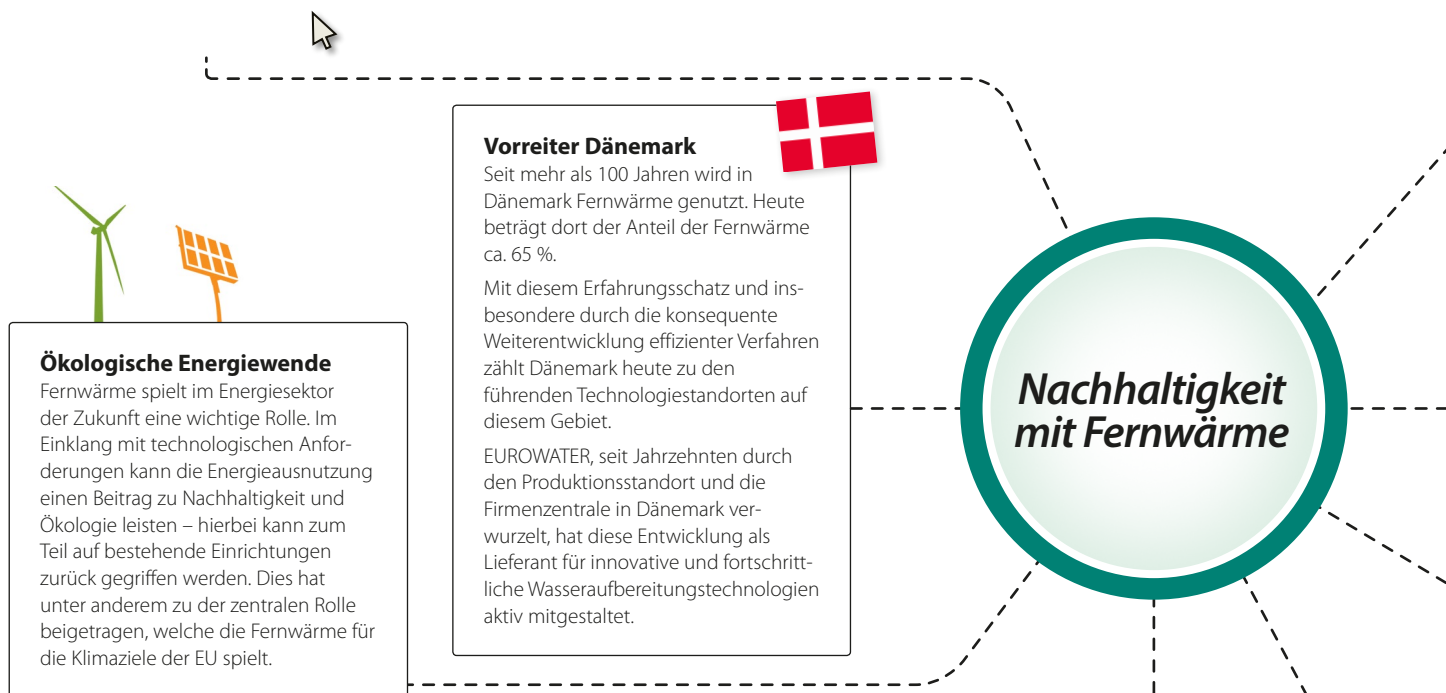 Vorreiter Dänemark
Seit mehr als 100 Jahren wird in
Dänemark Fernwärme genutzt. Heute
beträgt dort der Anteil der Fernwärme
ca. 65 %.
Mit diesem Erfahrungsschatz und ins-
besondere durch die konsequente
Weiterentwicklung effizienter Verfahren
zählt Dänemark heute zu den
führenden Technologiestandorten auf
diesem Gebiet.
EUROWATER, seit Jahrzehnten durch
den Produktionsstandort und die
Firmenzentrale in Dänemark ver-
wurzelt, hat diese Entwicklung als
Lieferant für innovative und fortschritt-
liche Wasseraufbereitungstechnologien
aktiv mitgestaltet.
Ökologische Energiewende
Fernwärme spielt im Energiesektor
der Zukunft eine wichtige Rolle. Im
Einklang mit technologischen Anfor-
derungen kann die Energieausnutzung
einen Beitrag zu Nachhaltigkeit und
Ökologie leisten – hierbei kann zum
Teil auf bestehende Einrichtungen
zurück gegriffen werden. Dies hat
unter anderem zu der zentralen Rolle
beigetragen, welche die Fernwärme für
die Klimaziele der EU spielt.
Nachhaltigkeit
mit Fernwärme